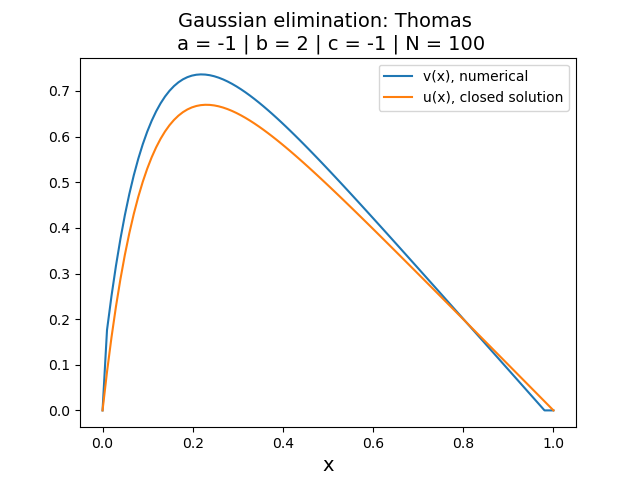 Gaussian elimination: Thomas
a = -1 | b = 2 | c = -1 | N = 100
v(x), numerical
u(x), closed solution
0.7
0.6
0.5
0.4
0.3
0.2
0.1
0.0
0.0 0.2 0.4 0.6 0.8 1.0
x